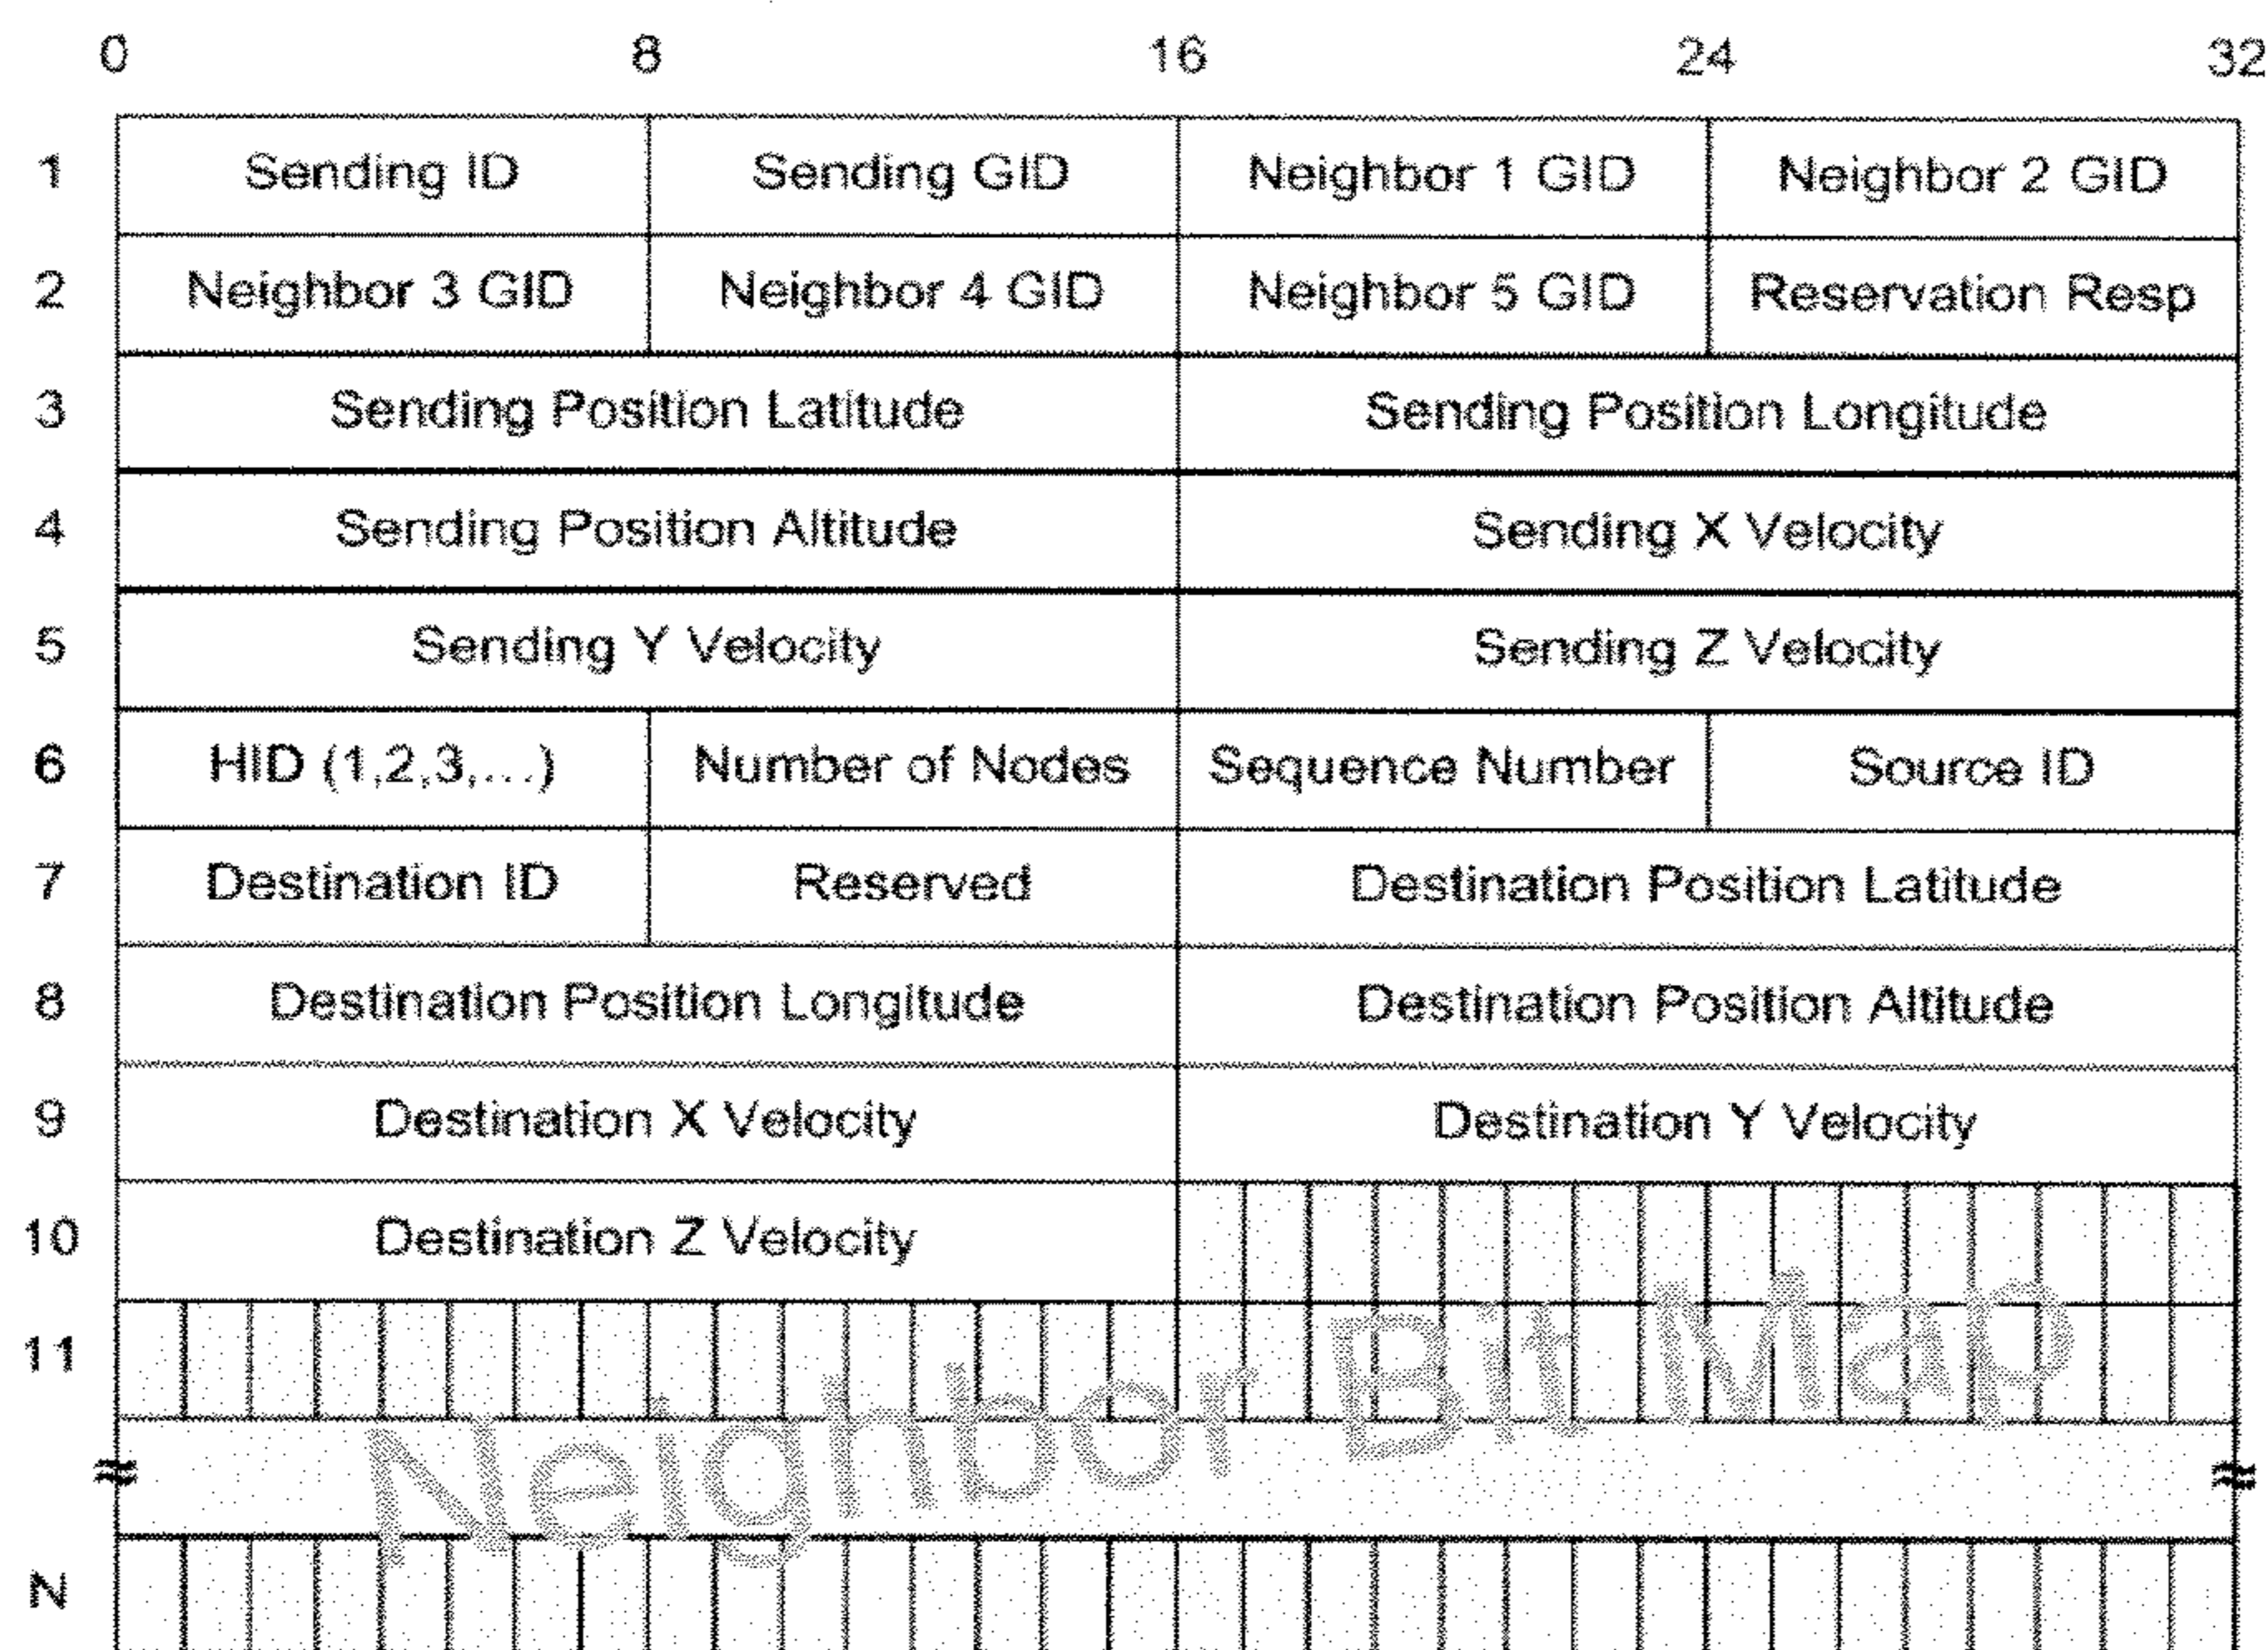 0 8 16 24 32
1 Sending ID Sending GID Neighbor 1 GID Neighbor 2 GID
2 Neighbor 3 GID Neighbor 4 GID Neighbor 5 GID Reservation Resp
3 Sending Position Latitude Sending Position Longitude
4 Sending Position Altitude Sending X Velocity
5 Sending Y Velocity Sending Z Velocity
6 HID (1,2,3,...) Number of Nodes Sequence Number Source ID
7 Destination ID Reserved Destination Position Latitude
8 Destination Position Longitude Destination Position Altitude
9 Destination X Velocity Destination Y Velocity
10 Destination Z Velocity
11
Neighbor Bit Map
N